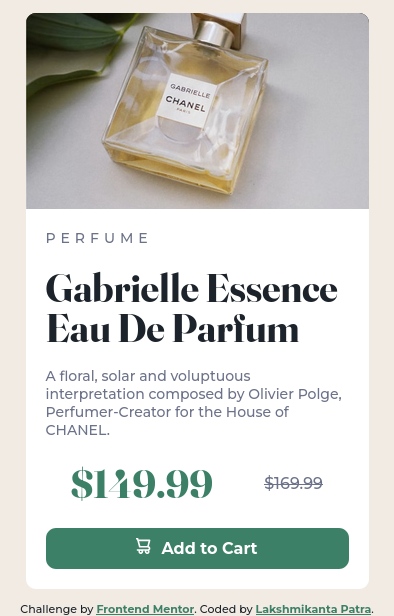 GABRIELLE
CHANEL
PARIS
PERFUME
Gabrielle Essence
Eau De Parfum
A floral, solar and voluptuous
interpretation composed by Olivier Polge,
Perfumer-Creator for the House of
CHANEL.
$149.99 $169.99
Add to Cart
Challenge by Frontend Mentor. Coded by Lakshmikanta Patra.